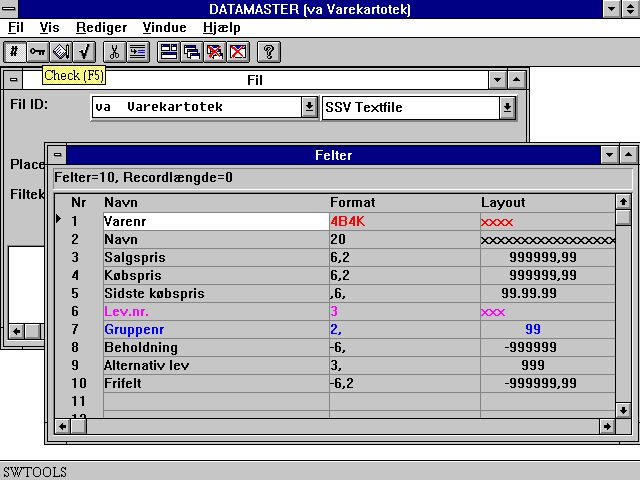 DATAMASTER (va Varekartotek)
Fil Vis Rediger Vindue Hjælp
# √ ?
Check (F5)
Fil
Fil ID: va Varekartotek SSV Textfile
Place
Filtek
Felter
Felter=10, Recordlængde=0
Nr Navn Format Layout
1 Varenr 4B4K xxxx
2 Navn 20 xxxxxxxxxxxxxxxxx
3 Salgspris 6,2 999999,99
4 Købspris 6,2 999999,99
5 Sidste købspris ,6, 99.99.99
6 Lev.nr. 3 xxx
7 Gruppenr 2, 99
8 Beholdning -6, -999999
9 Alternativ lev 3, 999
10 Frifelt -6,2 -999999,99
11
SWTOOLS